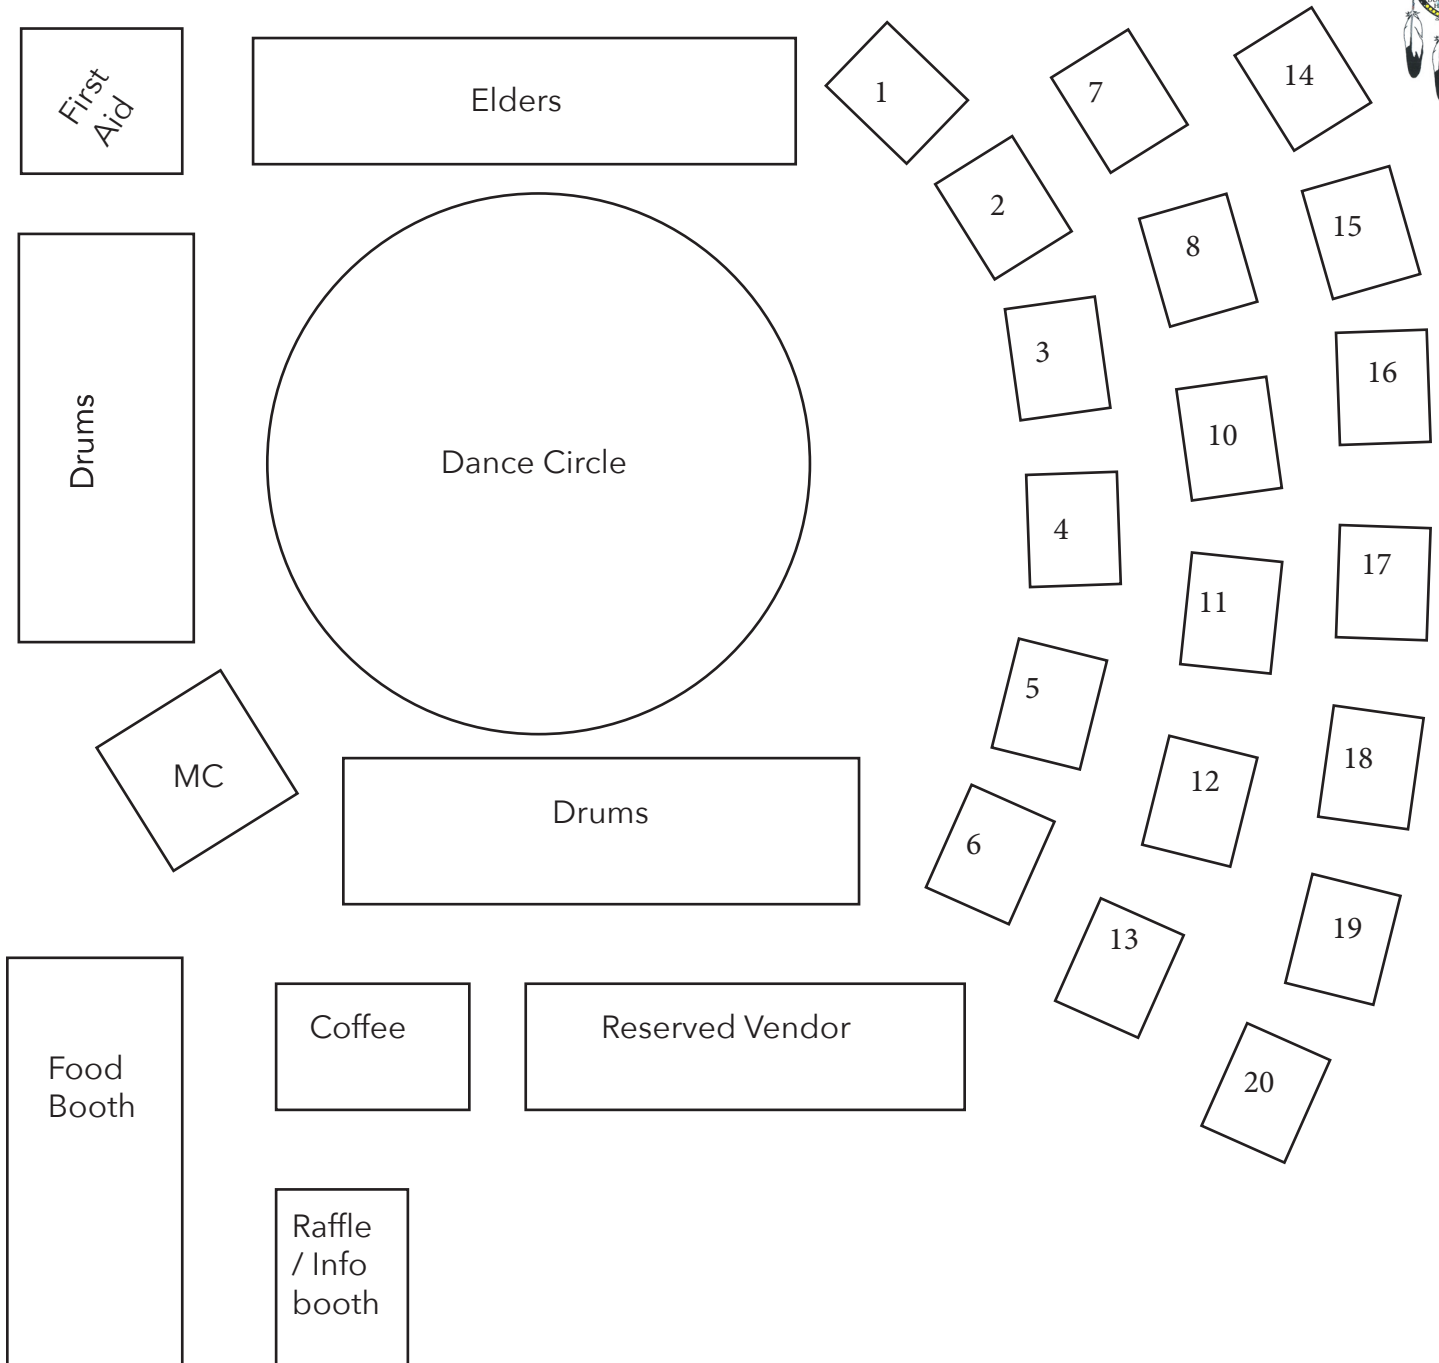 First
Aid
Elders
1
7
14
2
8
15
Drums
Dance Circle
3
10
16
4
11
17
5
12
18
MC
Drums
6
13
19
20
Food
Booth
Coffee
Reserved Vendor
Raffle
/ Info
booth